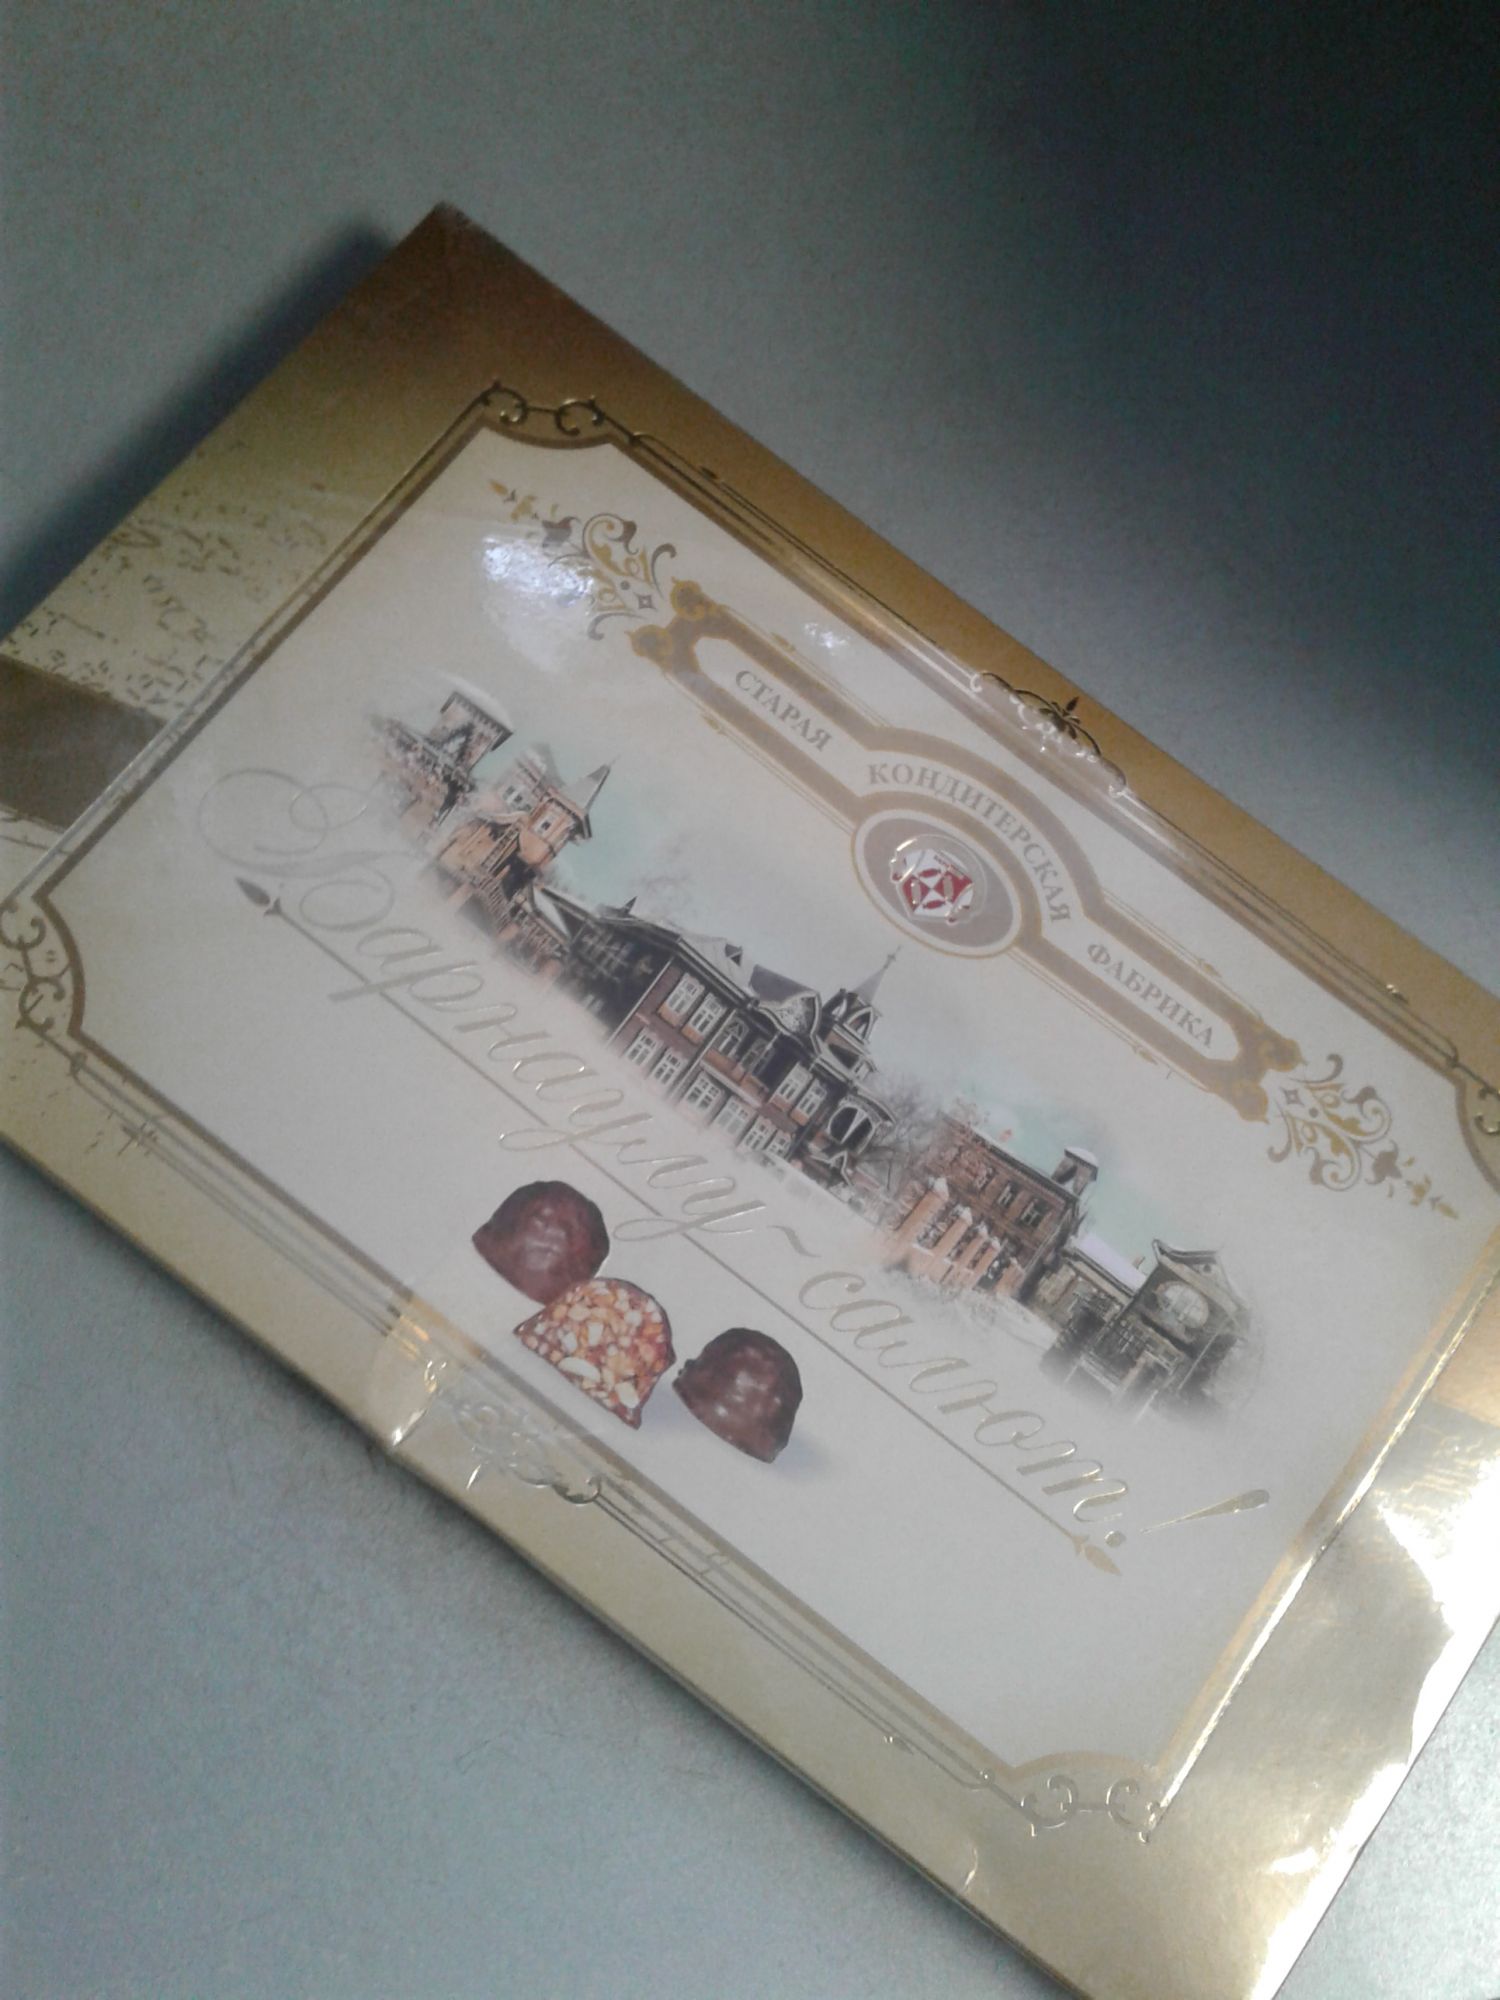 СТАРАЯ КОНДИТЕРСКАЯ ФАБРИКА
Барнаулу~салют!